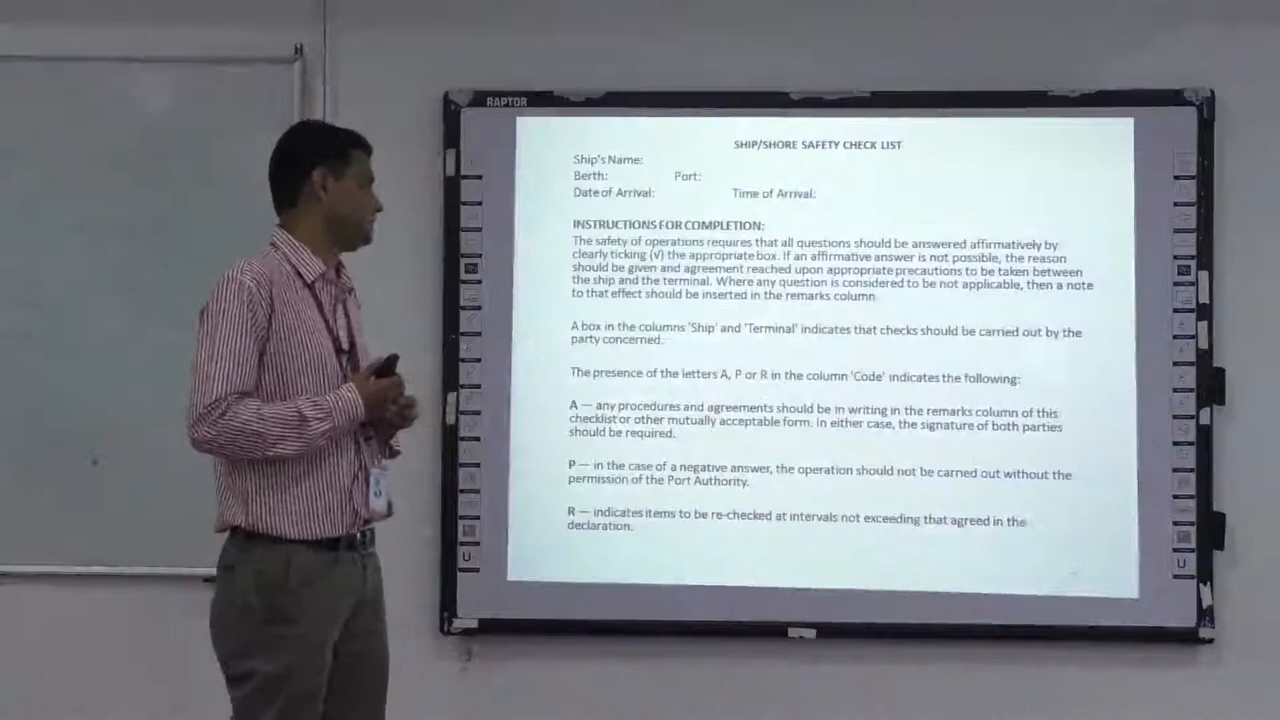 RAPTOR
SHIP/SHORE SAFETY CHECK LIST
Ship's Name:
Berth: Port:
Date of Arrival: Time of Arrival:
INSTRUCTIONS FOR COMPLETION:
The safety of operations requires that all questions should be answered affirmatively by
clearly ticking (√) the appropriate box. If an affirmative answer is not possible, the reason
should be given and agreement reached upon appropriate precautions to be taken between
the ship and the terminal. Where any question is considered to be not applicable, then a note
to that effect should be inserted in the remarks column.
A box in the columns 'Ship' and 'Terminal' indicates that checks should be carried out by the
party concerned.
The presence of the letters A, P or R in the column 'Code' indicates the following:
A — any procedures and agreements should be in writing in the remarks column of this
checklist or other mutually acceptable form. In either case, the signature of both parties
should be required.
P — in the case of a negative answer, the operation should not be carried out without the
permission of the Port Authority.
R — indicates items to be re-checked at intervals not exceeding that agreed in the
declaration.
U
U